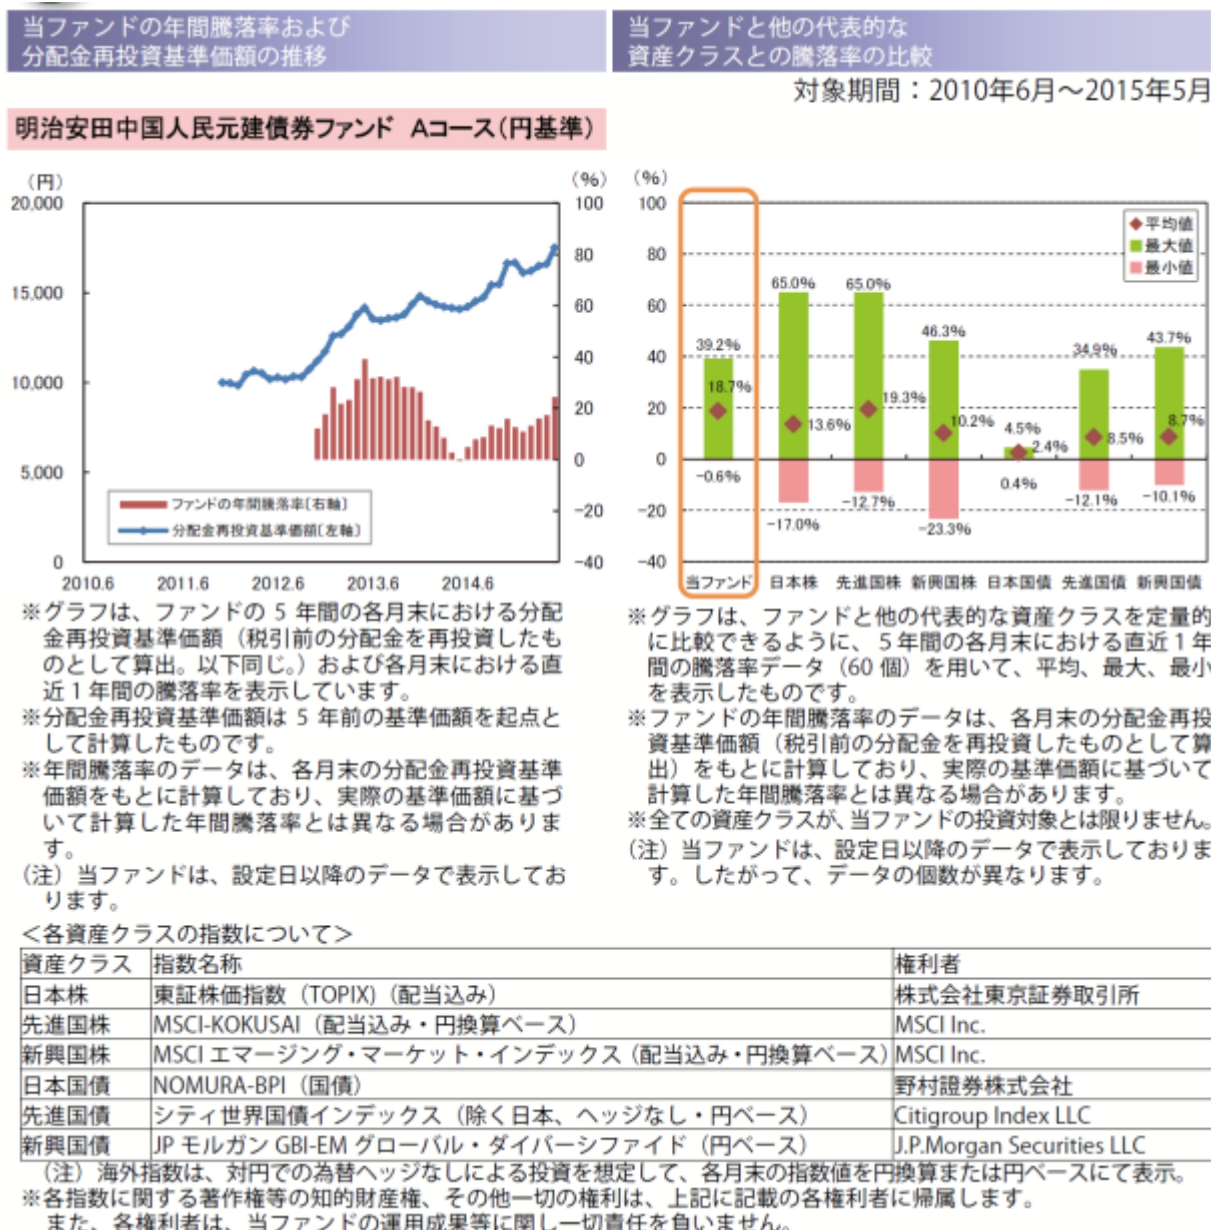 当ファンドの年間騰落率および
分配金再投資基準価額の推移
当ファンドと他の代表的な
資産クラスとの騰落率の比較
対象期間：2010年6月～2015年5月
明治安田中国人民元建債券ファンド Aコース(円基準)
(円)
(%)
20,000
15,000
10,000
5,000
0
100
80
60
40
20
0
-20
-40
ファンドの年間騰落率[右軸]
分配金再投資基準価額[左軸]
2010.6 2011.6 2012.6 2013.6 2014.6
(%)
100
80
60
40
20
0
-20
-40
平均値
最大値
最小値
39.2%
18.7%
-0.6%
65.0%
13.6%
-17.0%
65.0%
19.3%
-12.7%
46.3%
10.2%
-23.3%
4.5%
2.4%
0.4%
34.9%
8.5%
-12.1%
43.7%
8.7%
-10.1%
当ファンド 日本株 先進国株 新興国株 日本国債 先進国債 新興国債
※グラフは、ファンドの 5 年間の各月末における分配
金再投資基準価額（税引前の分配金を再投資したも
のとして算出。以下同じ。）および各月末における直
近１年間の騰落率を表示しています。
※分配金再投資基準価額は 5 年前の基準価額を起点と
して計算したものです。
※年間騰落率のデータは、各月末の分配金再投資基準
価額をもとに計算しており、実際の基準価額に基づ
いて計算した年間騰落率とは異なる場合がありま
す。
（注）当ファンドは、設定日以降のデータで表示してお
ります。
※グラフは、ファンドと他の代表的な資産クラスを定量的
に比較できるように、５年間の各月末における直近１年
間の騰落率データ（60 個）を用いて、平均、最大、最小
を表示したものです。
※ファンドの年間騰落率のデータは、各月末の分配金再投
資基準価額（税引前の分配金を再投資したものとして算
出）をもとに計算しており、実際の基準価額に基づいて
計算した年間騰落率とは異なる場合があります。
※全ての資産クラスが、当ファンドの投資対象とは限りません。
（注）当ファンドは、設定日以降のデータで表示しておりま
す。したがって、データの個数が異なります。
＜各資産クラスの指数について＞
資産クラス 指数名称 権利者
日本株 東証株価指数（TOPIX)（配当込み） 株式会社東京証券取引所
先進国株 MSCI-KOKUSAI（配当込み・円換算ベース） MSCI Inc.
新興国株 MSCI エマージング・マーケット・インデックス（配当込み・円換算ベース） MSCI Inc.
日本国債 NOMURA-BPI（国債） 野村證券株式会社
先進国債 シティ世界国債インデックス（除く日本、ヘッジなし・円ベース） Citigroup Index LLC
新興国債 JP モルガン GBI-EM グローバル・ダイバーシファイド（円ベース） J.P.Morgan Securities LLC
（注）海外指数は、対円での為替ヘッジなしによる投資を想定して、各月末の指数値を円換算または円ベースにて表示。
※各指数に関する著作権等の知的財産権、その他一切の権利は、上記に記載の各権利者に帰属します。
また、各権利者は、当ファンドの運用成果等に関し一切責任を負いません。